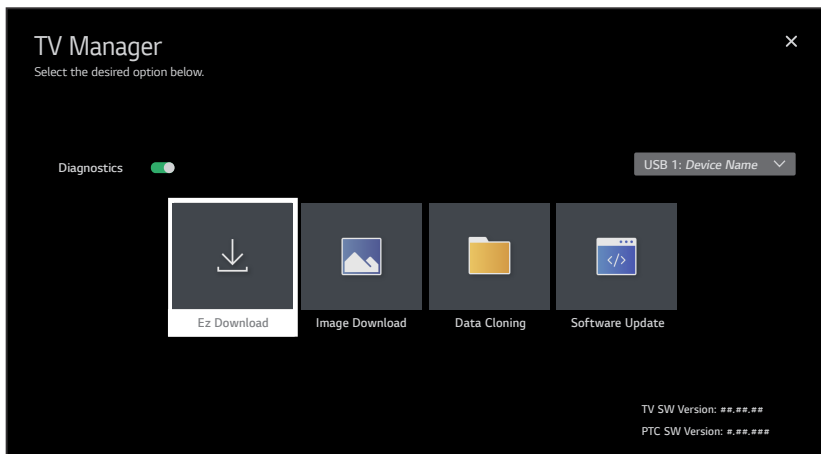 TV Manager
Select the desired option below.
Diagnostics
USB 1: Device Name
</>
Ez Download
Image Download
Data Cloning
Software Update
TV SW Version: ##.##.##
PTC SW Version: #.##.###